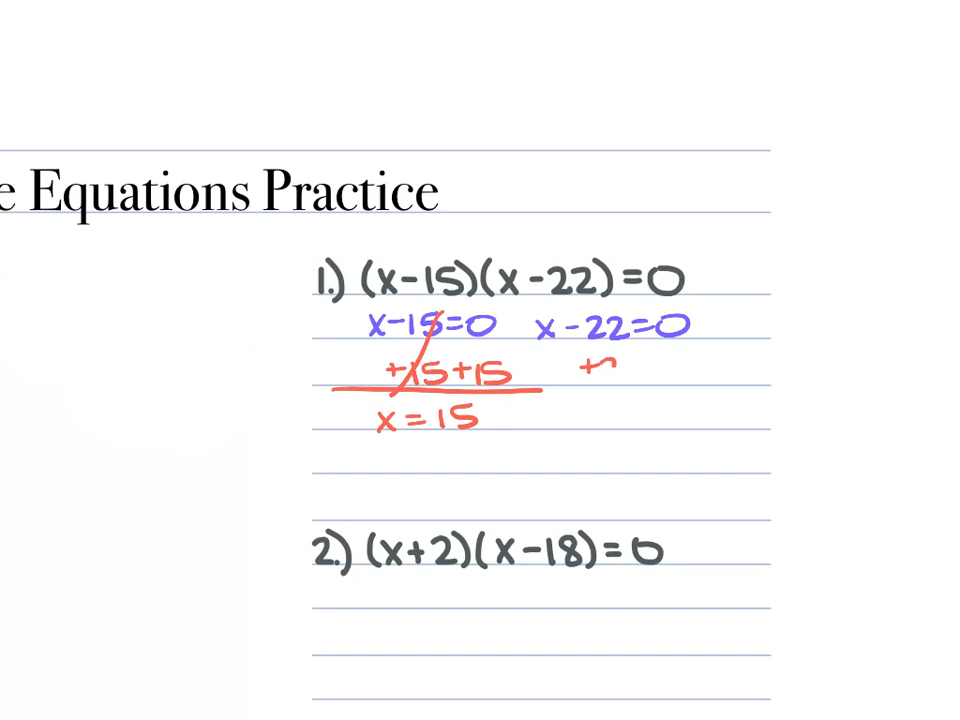 e Equations Practice
1.) (x-15)(x-22)=0
x-15=0 x-22=0
+15 +15 +
x=15
2.) (x+2)(x-18)=0